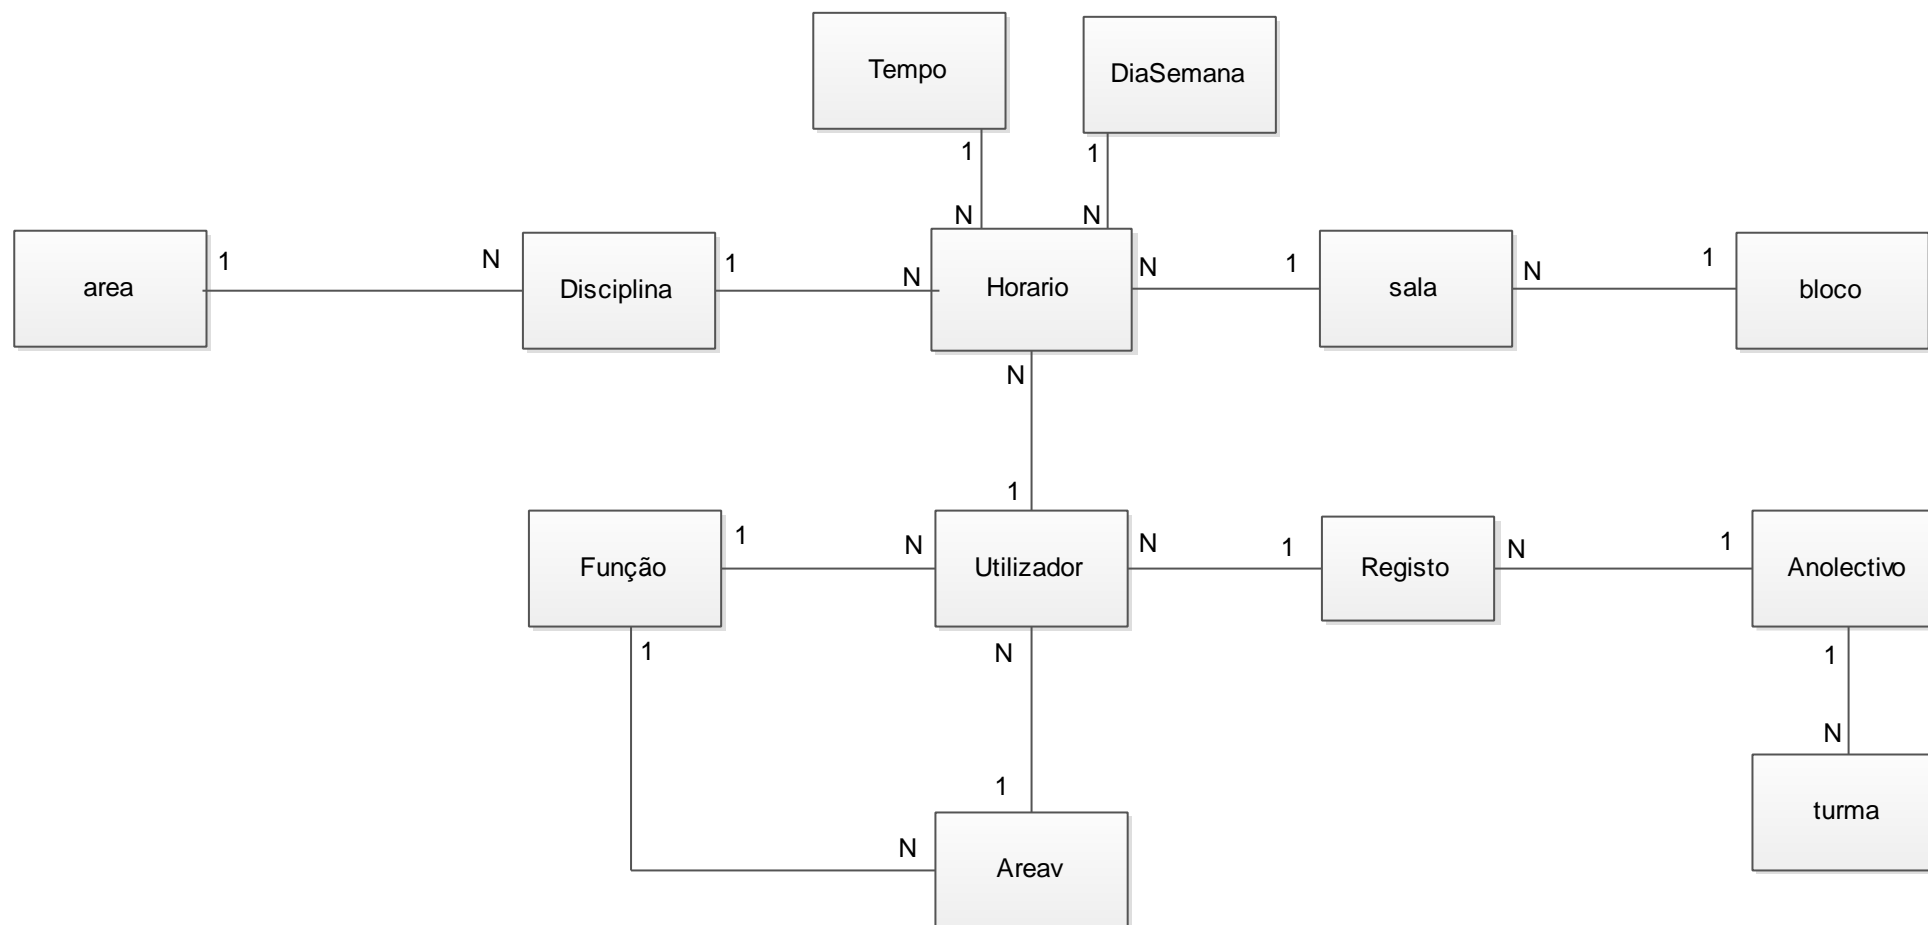 Tempo
DiaSemana
1
1
N
N
area
1
N
Disciplina
1
N
Horario
N
1
sala
N
1
bloco
N
1
Função
1
N
Utilizador
N
1
Registo
N
1
Anolectivo
1
N
1
1
N
turma
N
Areav